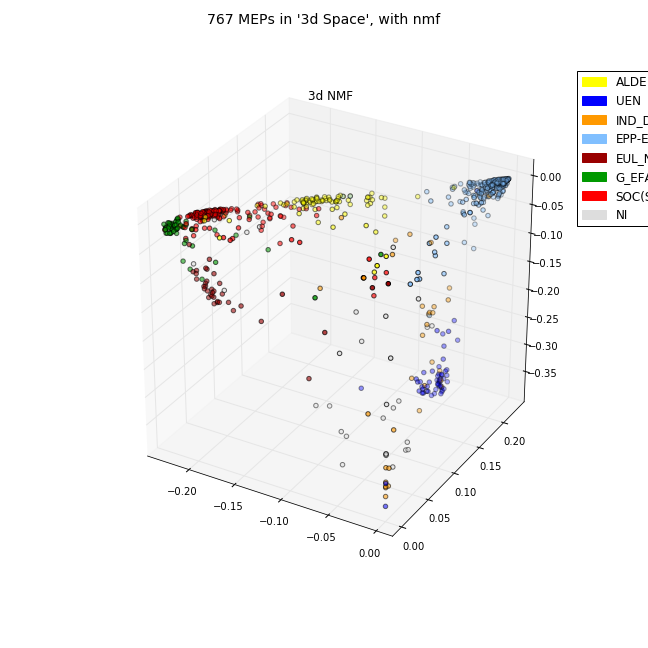 767 MEPs in '3d Space', with nmf
3d NMF
ALDE
UEN
IND_D
EPP-E
EUL_N
G_EFA
SOC(S
NI
0.00
−0.05
−0.10
−0.15
−0.20
−0.25
−0.30
−0.35
0.20
0.15
0.10
0.05
0.00
−0.20
−0.15
−0.10
−0.05
0.00